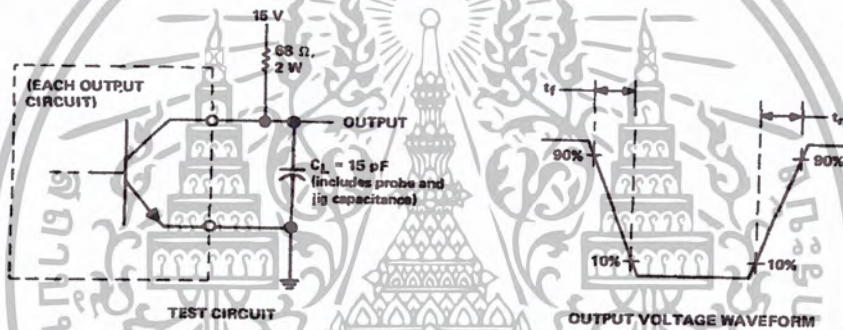 15 V
68 Ω,
2 W
(EACH OUTPUT
CIRCUIT)
OUTPUT
CL = 15 pF
(includes probe and
jig capacitance)
TEST CIRCUIT
tf
tr
90%
90%
10%
10%
OUTPUT VOLTAGE WAVEFORM